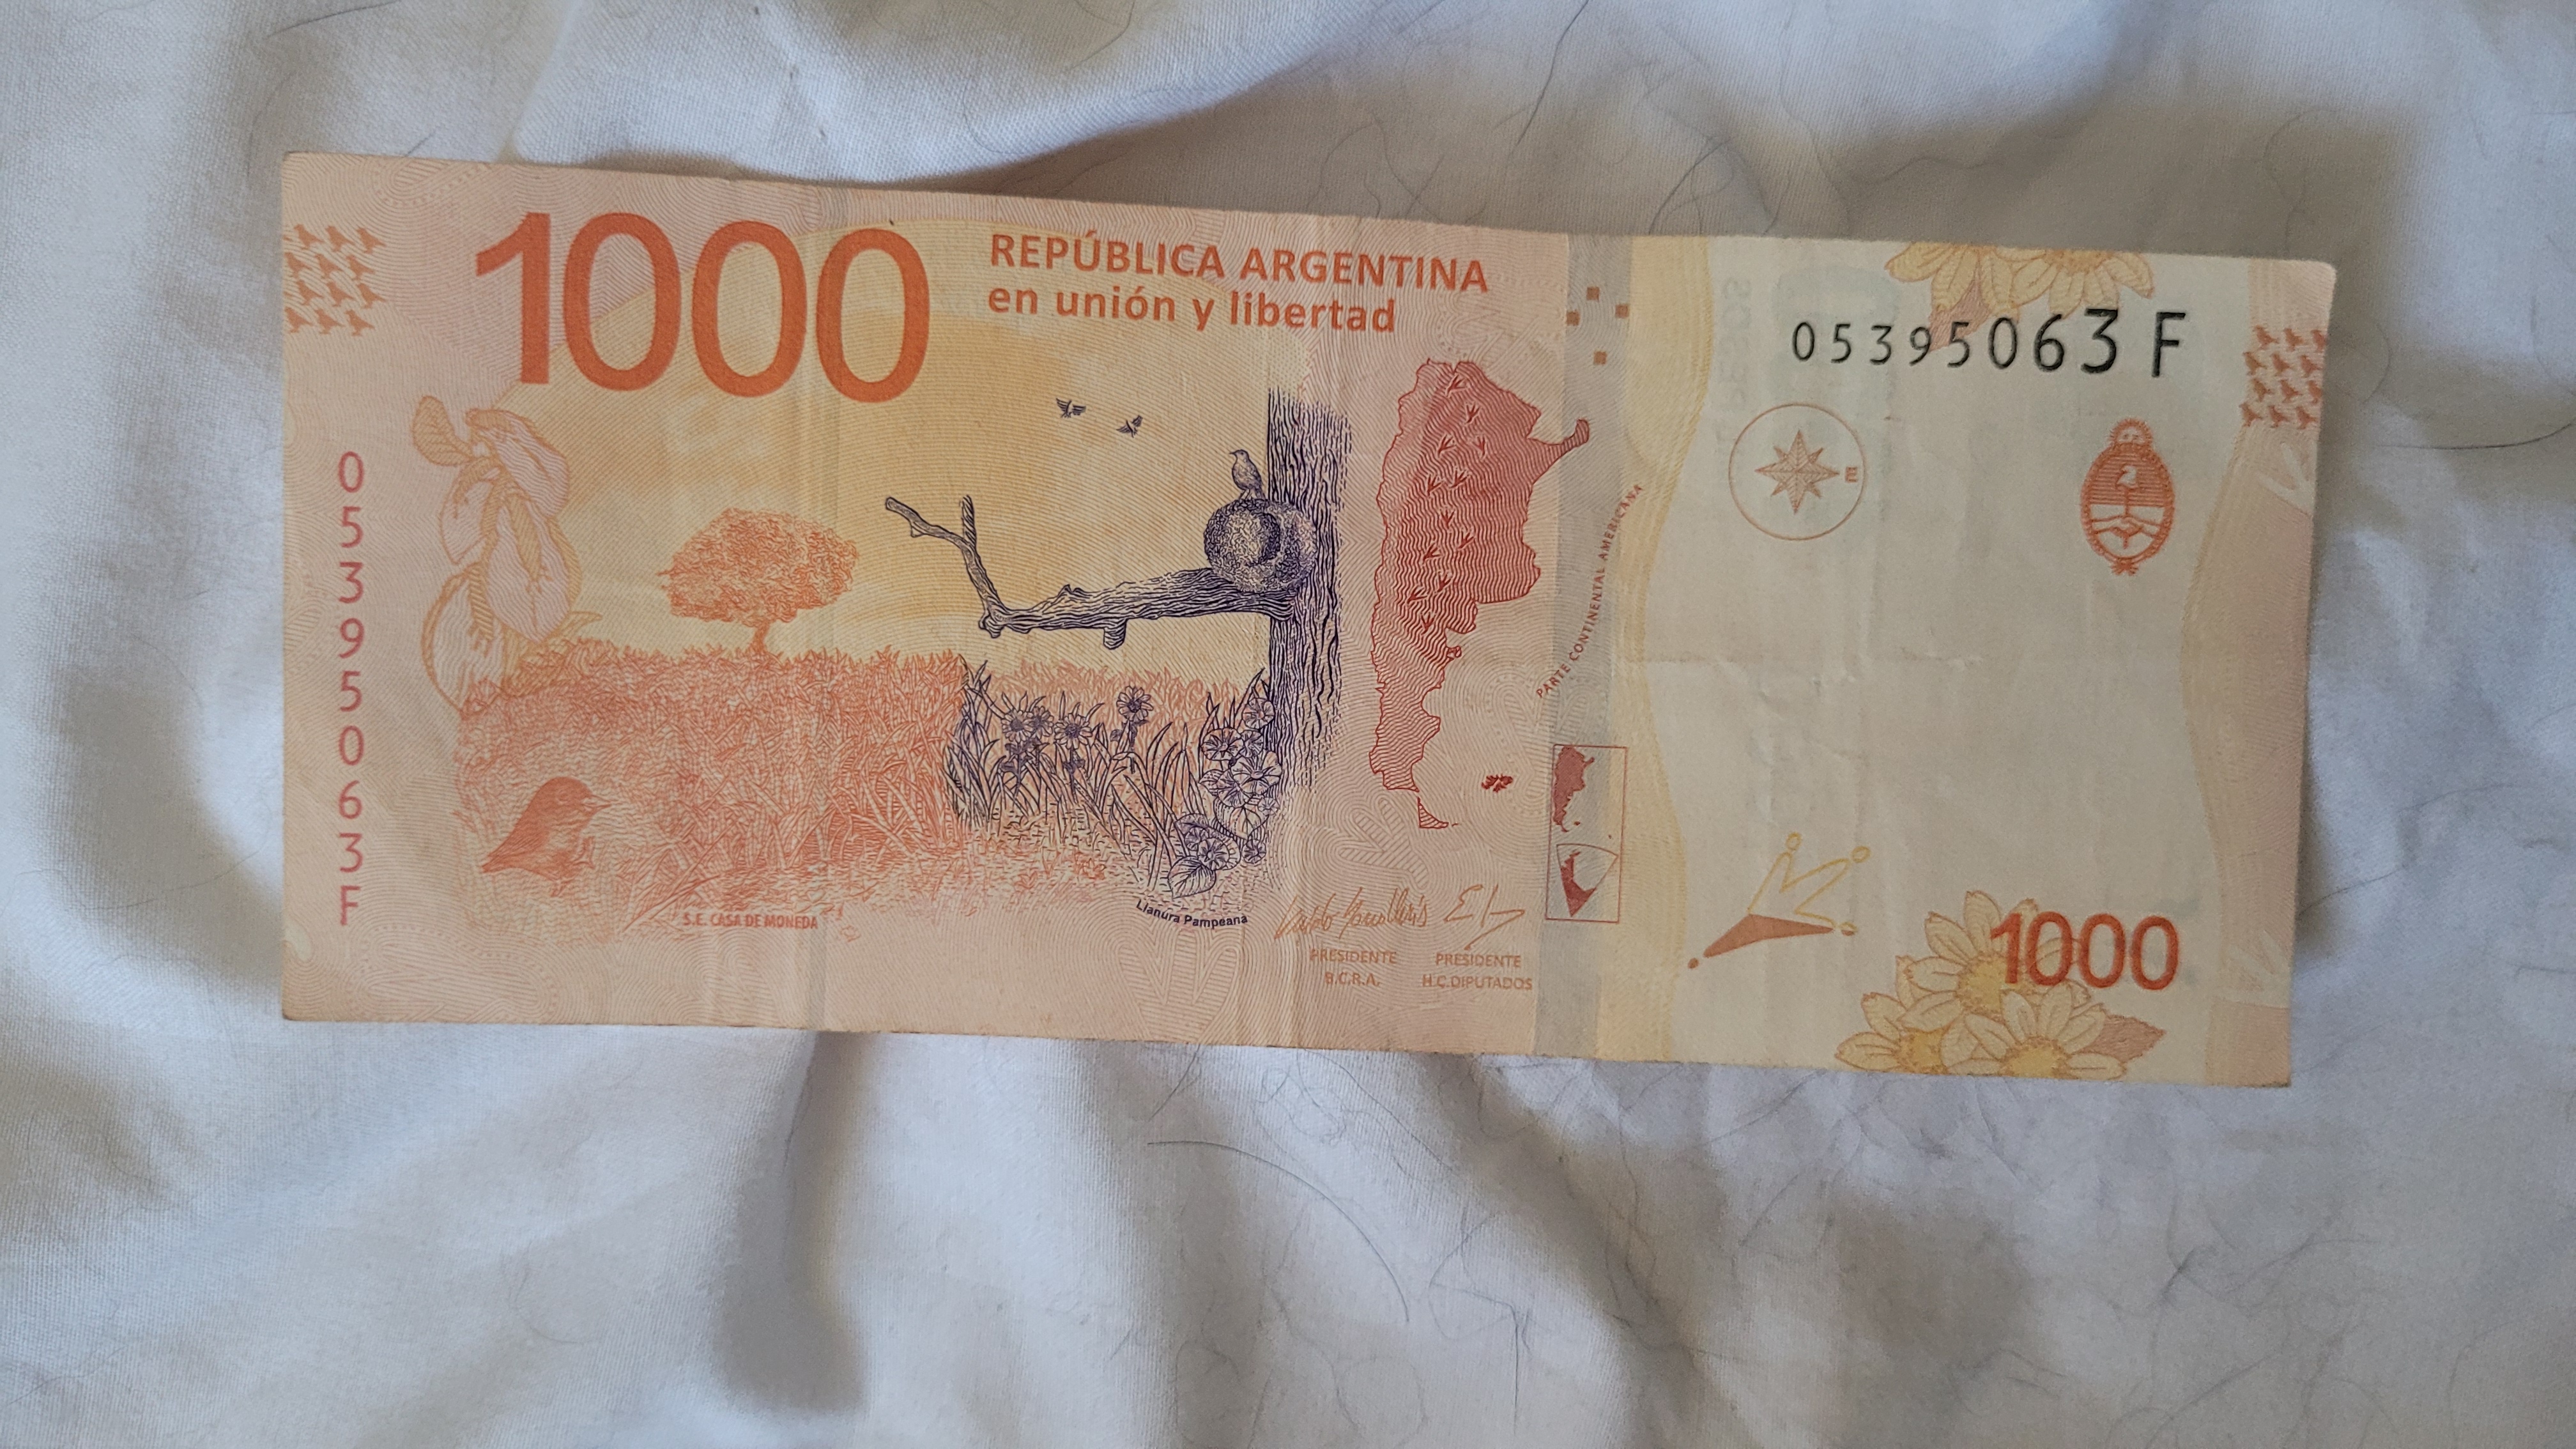 1000
REPÚBLICA ARGENTINA
en unión y libertad
05395063 F
E
PARTE CONTINENTAL AMERICANA
Llanura Pampeana
PRESIDENTE
B.C.R.A.
PRESIDENTE
H.C.DIPUTADOS
S.E. CASA DE MONEDA
1000
05395063F